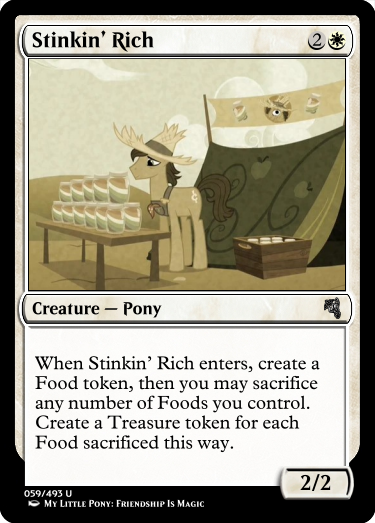 Stinkin’ Rich 2
Creature — Pony
When Stinkin’ Rich enters, create a
Food token, then you may sacrifice
any number of Foods you control.
Create a Treasure token for each
Food sacrificed this way.
2/2
059/493 U
My Little Pony: Friendship Is Magic